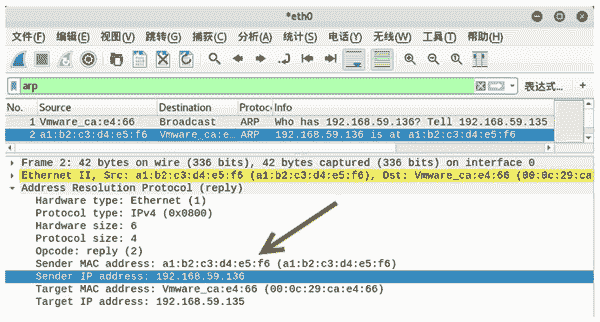 *eth0
文件(F) 编辑(E) 视图(V) 跳转(G) 捕获(C) 分析(A) 统计(S) 电话(Y) 无线(W) 工具(T) 帮助(H)
arp 表达式… +
No. Source Destination Protoc Info
1 Vmware_ca:e4:66 Broadcast ARP Who has 192.168.59.136? Tell 192.168.59.135
2 a1:b2:c3:d4:e5:f6 Vmware_ca:e… ARP 192.168.59.136 is at a1:b2:c3:d4:e5:f6
Frame 2: 42 bytes on wire (336 bits), 42 bytes captured (336 bits) on interface 0
Ethernet II, Src: a1:b2:c3:d4:e5:f6 (a1:b2:c3:d4:e5:f6), Dst: Vmware_ca:e4:66 (00:0c:29:ca
Address Resolution Protocol (reply)
Hardware type: Ethernet (1)
Protocol type: IPv4 (0x0800)
Hardware size: 6
Protocol size: 4
Opcode: reply (2)
Sender MAC address: a1:b2:c3:d4:e5:f6 (a1:b2:c3:d4:e5:f6)
Sender IP address: 192.168.59.136
Target MAC address: Vmware_ca:e4:66 (00:0c:29:ca:e4:66)
Target IP address: 192.168.59.135